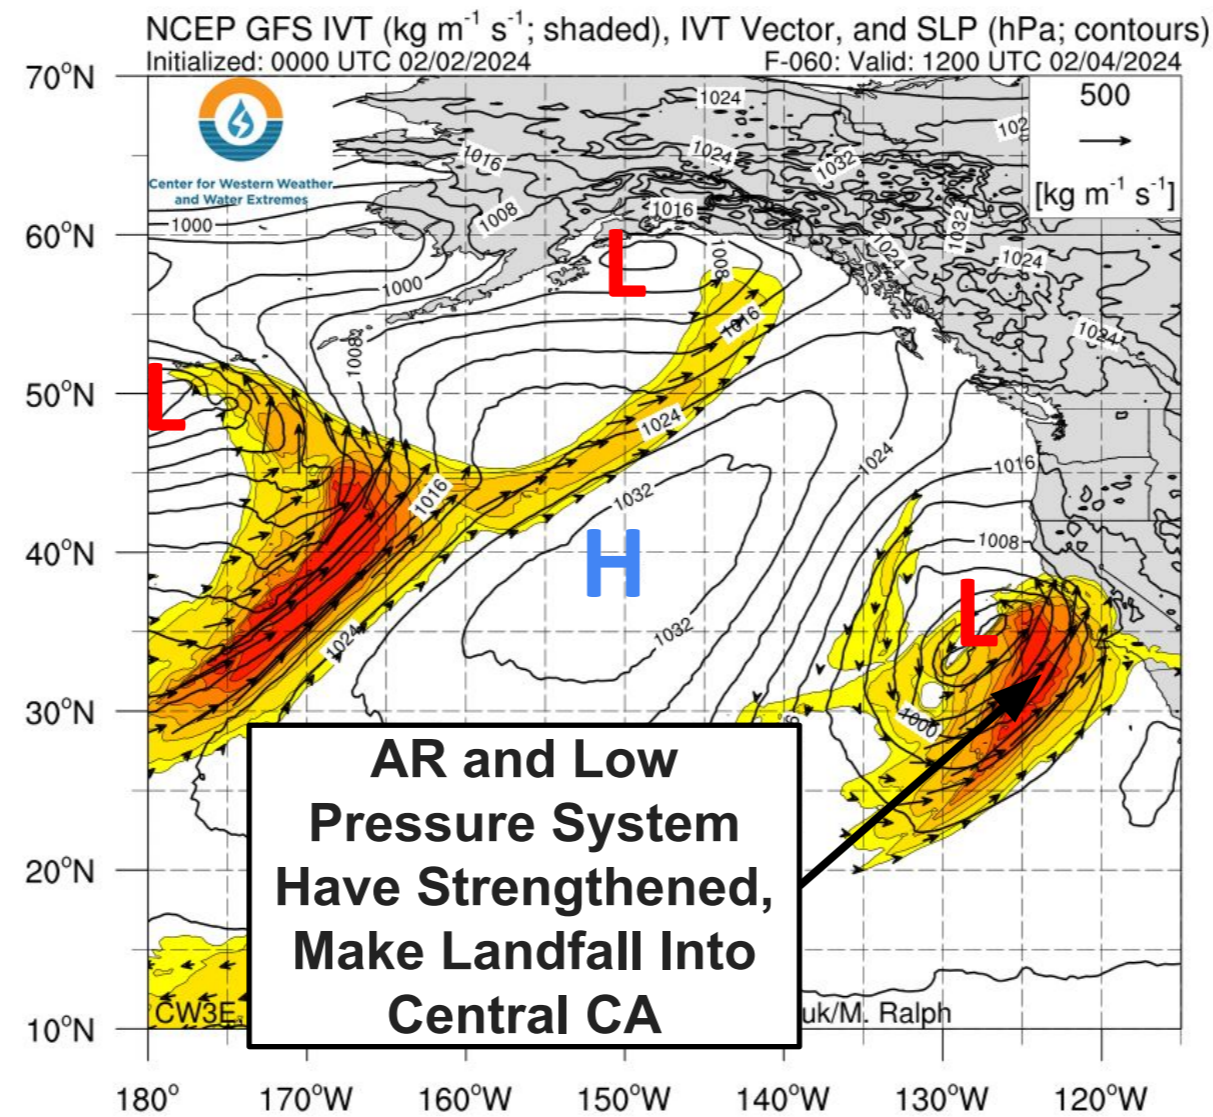 NCEP GFS IVT (kg m⁻¹ s⁻¹; shaded), IVT Vector, and SLP (hPa; contours)
Initialized: 0000 UTC 02/02/2024 F-060: Valid: 1200 UTC 02/04/2024
70°N
60°N
50°N
40°N
30°N
20°N
10°N
Center for Western Weather
and Water Extremes
500
[kg m⁻¹ s⁻¹]
1024
102
1016
1024
1032
1008
1016
1032
1000
1008
1024
1024
1000
1016
1024
1008
L
L
1024
1024
1016
1016
1032
1008
H
L
1024
1032
1000
AR and Low
Pressure System
Have Strengthened,
Make Landfall Into
Central CA
CW3E,
uk/M. Ralph
180°
170°W
160°W
150°W
140°W
130°W
120°W